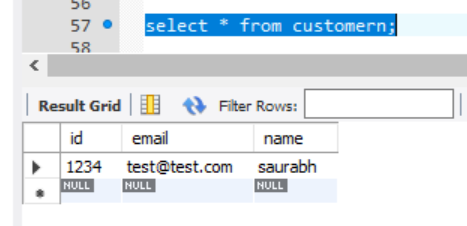 56
57 select * from customern;
58
Result Grid Filter Rows:
id email name
1234 test@test.com saurabh
NULL NULL NULL